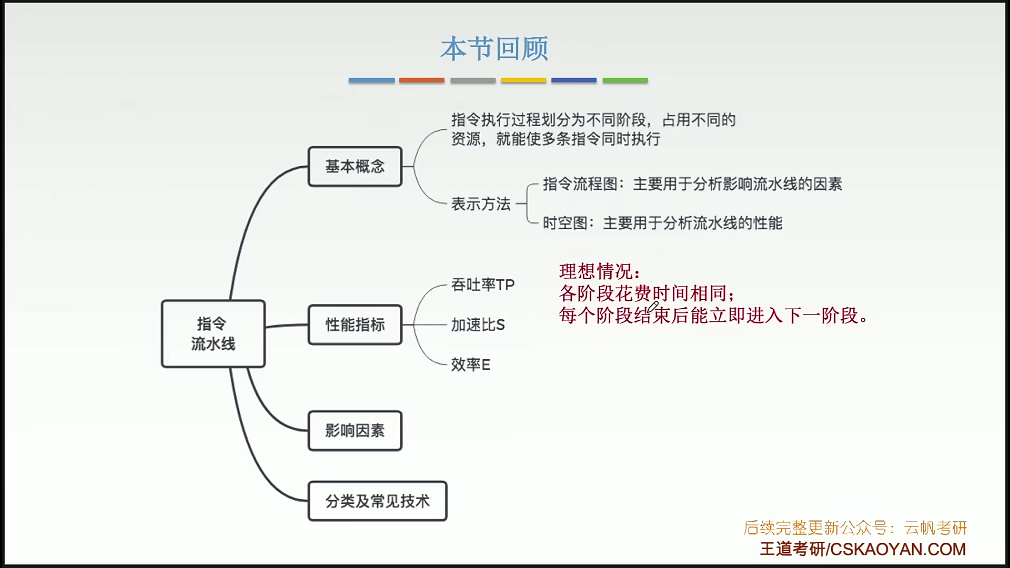 本节回顾
指令执行过程划分为不同阶段，占用不同的
资源，就能使多条指令同时执行
基本概念
表示方法
指令流程图：主要用于分析影响流水线的因素
时空图：主要用于分析流水线的性能
理想情况：
各阶段花费时间相同；
每个阶段结束后能立即进入下一阶段。
吞吐率TP
指令
流水线
性能指标
加速比S
效率E
影响因素
分类及常见技术
后续完整更新公众号：云帆考研
王道考研/CSKAOYAN.COM